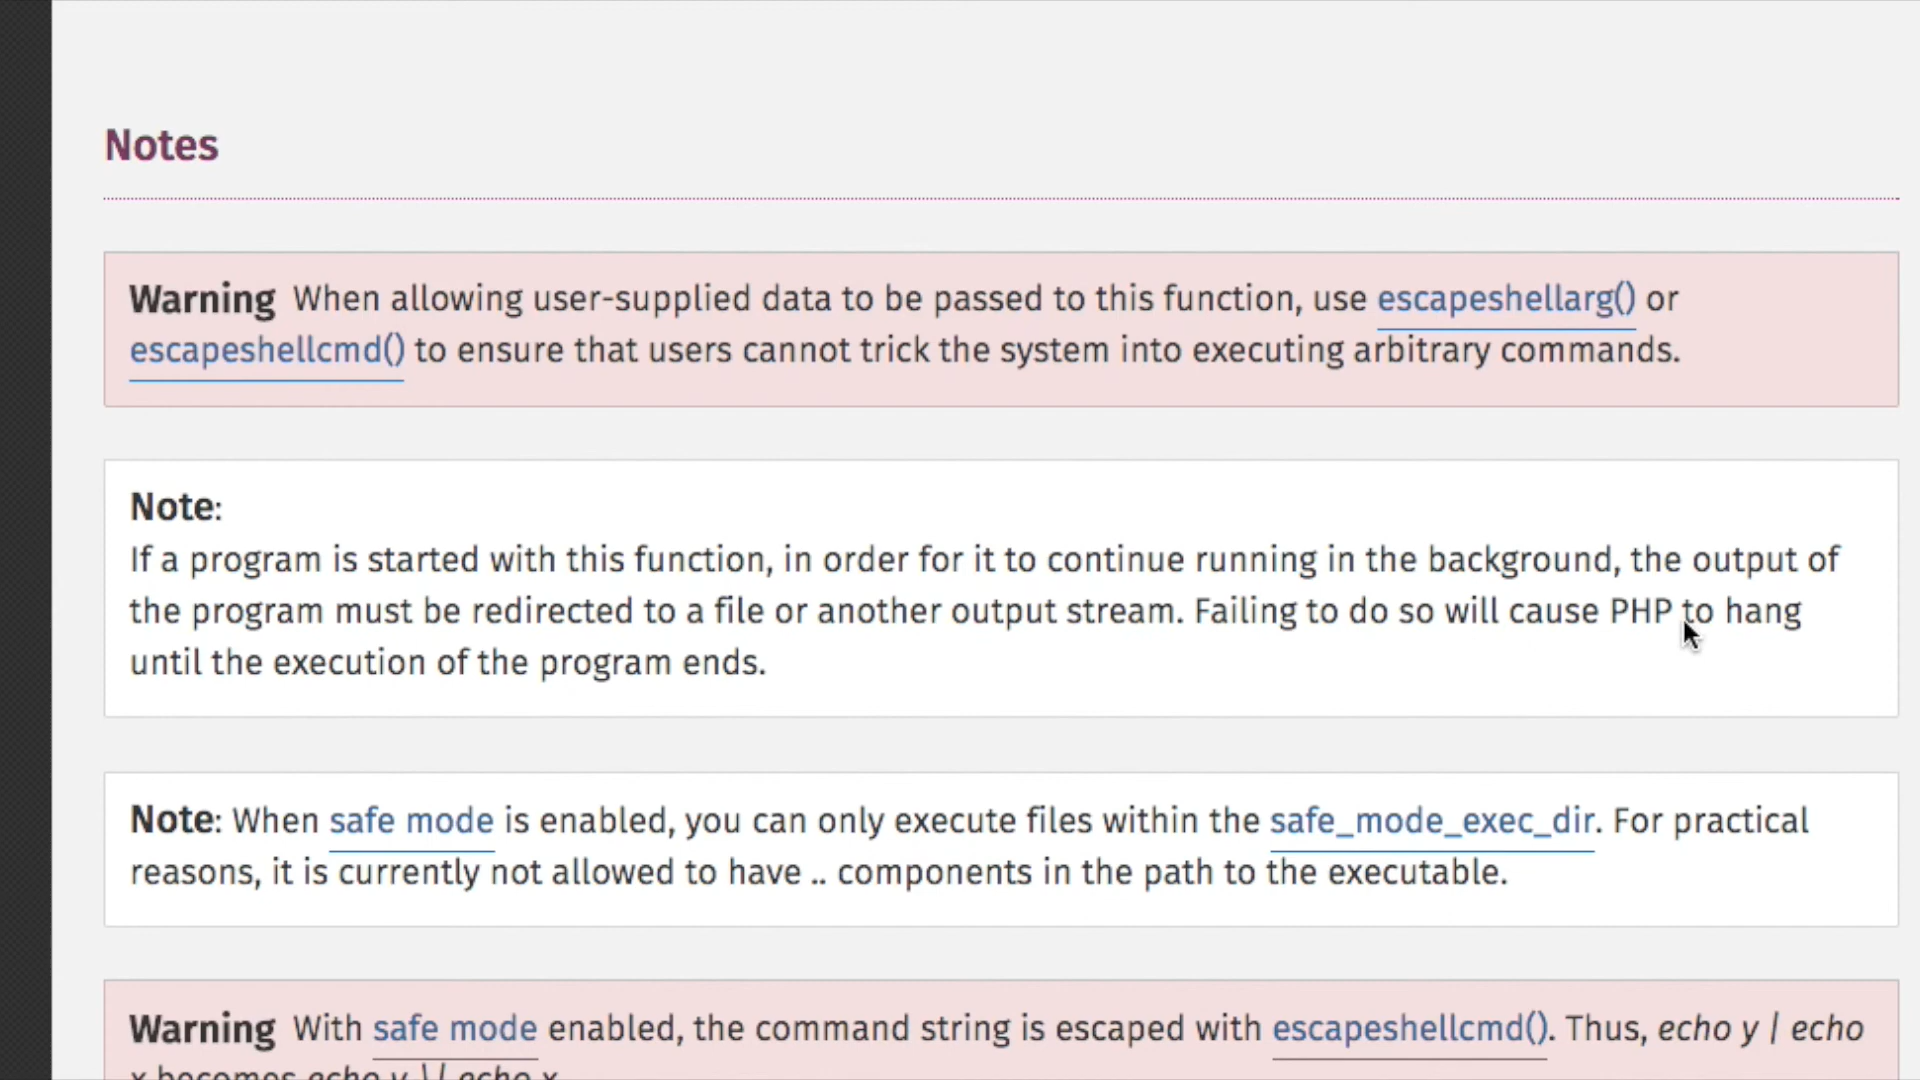 Notes
Warning When allowing user-supplied data to be passed to this function, use escapeshellarg() or
escapeshellcmd() to ensure that users cannot trick the system into executing arbitrary commands.
Note:
If a program is started with this function, in order for it to continue running in the background, the output of
the program must be redirected to a file or another output stream. Failing to do so will cause PHP to hang
until the execution of the program ends.
Note: When safe mode is enabled, you can only execute files within the safe_mode_exec_dir. For practical
reasons, it is currently not allowed to have .. components in the path to the executable.
Warning With safe mode enabled, the command string is escaped with escapeshellcmd(). Thus, echo y | echo
x becomes echo y \| echo x.